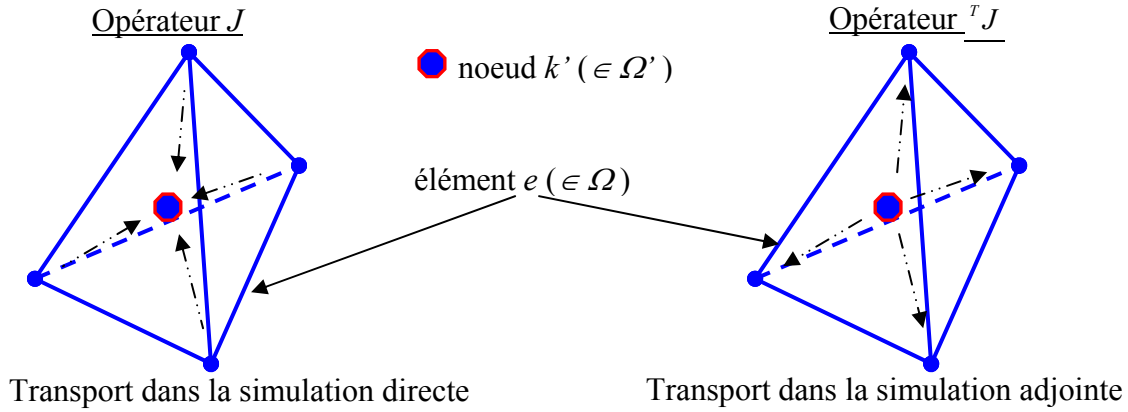 Opérateur J
Opérateur ᵀJ
noeud k’ ( ∈ Ω’ )
élément e ( ∈ Ω )
Transport dans la simulation directe
Transport dans la simulation adjointe